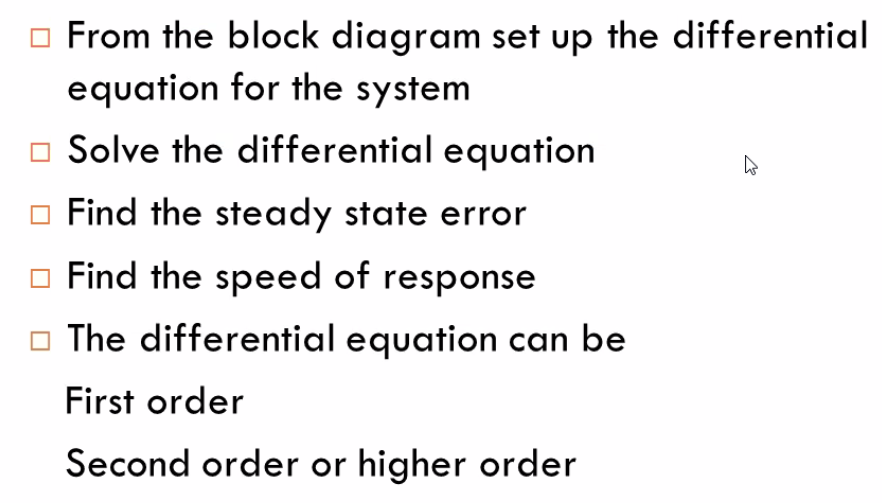 From the block diagram set up the differential
equation for the system
Solve the differential equation
Find the steady state error
Find the speed of response
The differential equation can be
First order
Second order or higher order